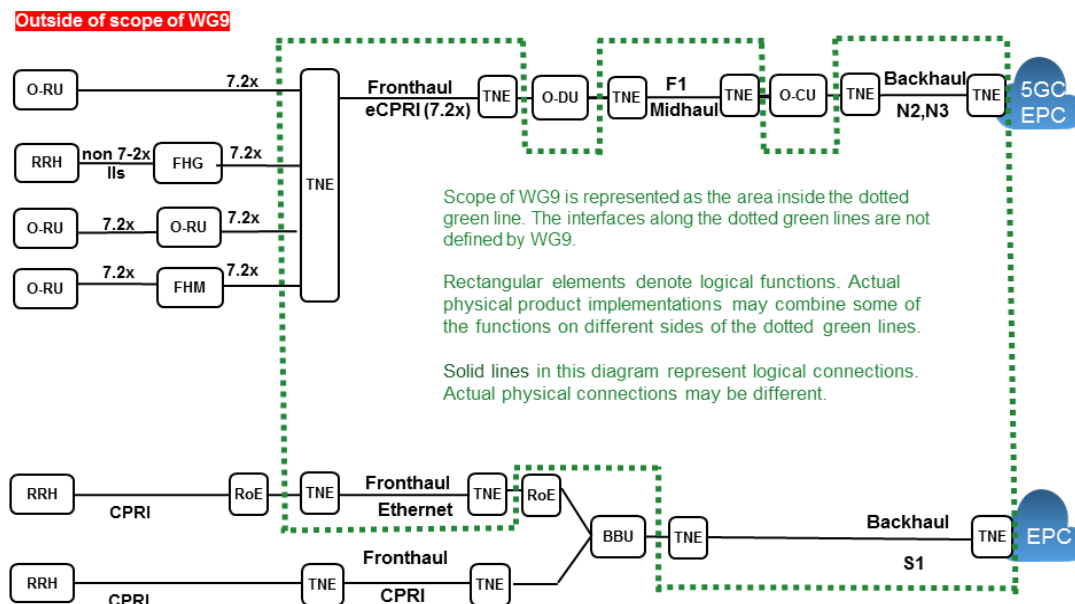 Outside of scope of WG9
O-RU
7.2x
TNE
Fronthaul
eCPRI (7.2x)
TNE
O-DU
TNE
F1
Midhaul
TNE
O-CU
TNE
Backhaul
N2,N3
TNE
5GC
EPC
RRH
non 7-2x
lls
FHG
7.2x
O-RU
7.2x
O-RU
7.2x
O-RU
7.2x
FHM
7.2x
Scope of WG9 is represented as the area inside the dotted
green line. The interfaces along the dotted green lines are not
defined by WG9.
Rectangular elements denote logical functions. Actual
physical product implementations may combine some of
the functions on different sides of the dotted green lines.
Solid lines in this diagram represent logical connections.
Actual physical connections may be different.
RRH
CPRI
RoE
TNE
Fronthaul
Ethernet
TNE
RoE
BBU
TNE
Backhaul
S1
TNE
EPC
RRH
CPRI
TNE
Fronthaul
CPRI
TNE